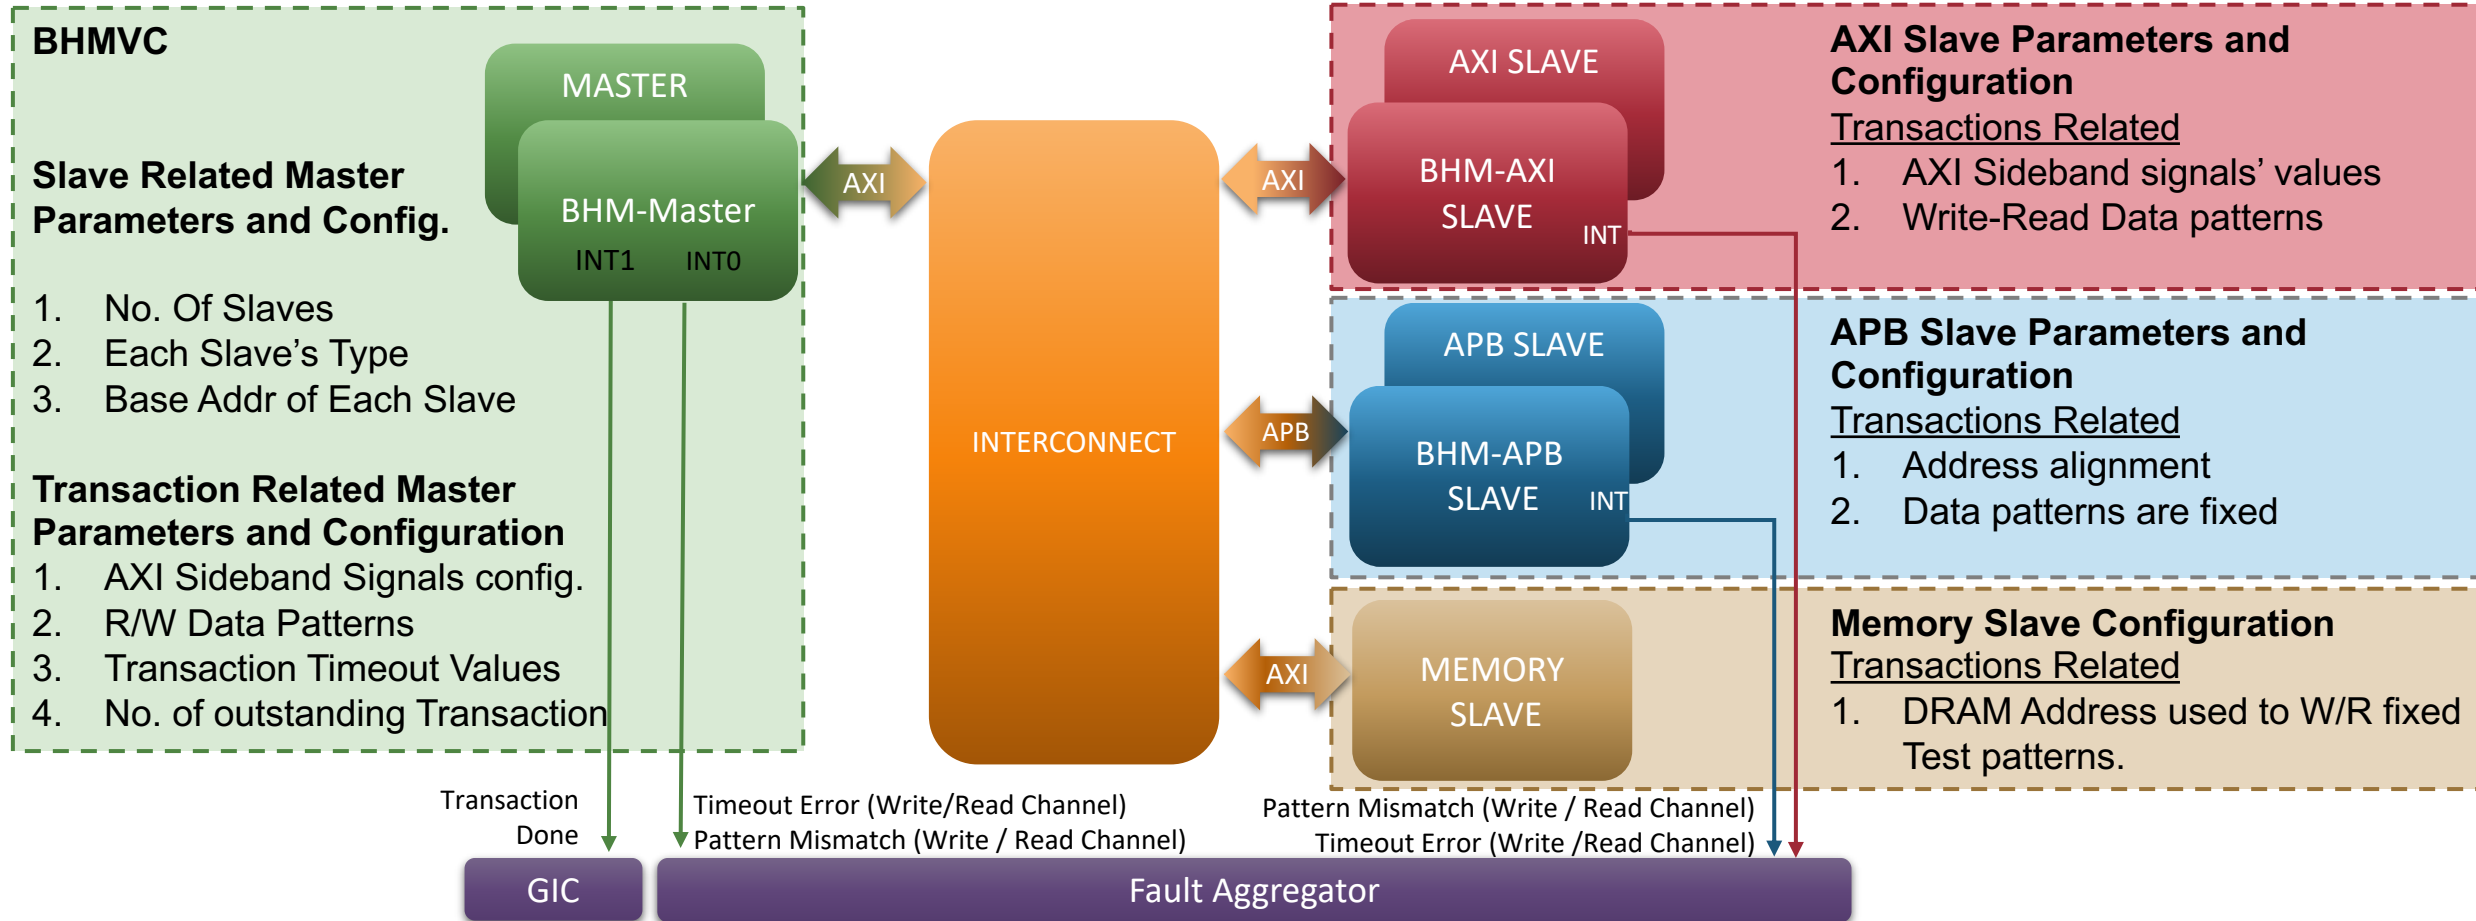 BHMVC
Slave Related Master
Parameters and Config.
1. No. Of Slaves
2. Each Slave’s Type
3. Base Addr of Each Slave
Transaction Related Master
Parameters and Configuration
1. AXI Sideband Signals config.
2. R/W Data Patterns
3. Transaction Timeout Values
4. No. of outstanding Transaction
MASTER
BHM-Master
INT1 INT0
AXI
INTERCONNECT
AXI
APB
AXI
AXI SLAVE
BHM-AXI
SLAVE
INT
APB SLAVE
BHM-APB
SLAVE
INT
MEMORY
SLAVE
AXI Slave Parameters and
Configuration
Transactions Related
1. AXI Sideband signals’ values
2. Write-Read Data patterns
APB Slave Parameters and
Configuration
Transactions Related
1. Address alignment
2. Data patterns are fixed
Memory Slave Configuration
Transactions Related
1. DRAM Address used to W/R fixed
Test patterns.
Transaction
Done
Timeout Error (Write/Read Channel)
Pattern Mismatch (Write / Read Channel)
Pattern Mismatch (Write / Read Channel)
Timeout Error (Write /Read Channel)
GIC
Fault Aggregator